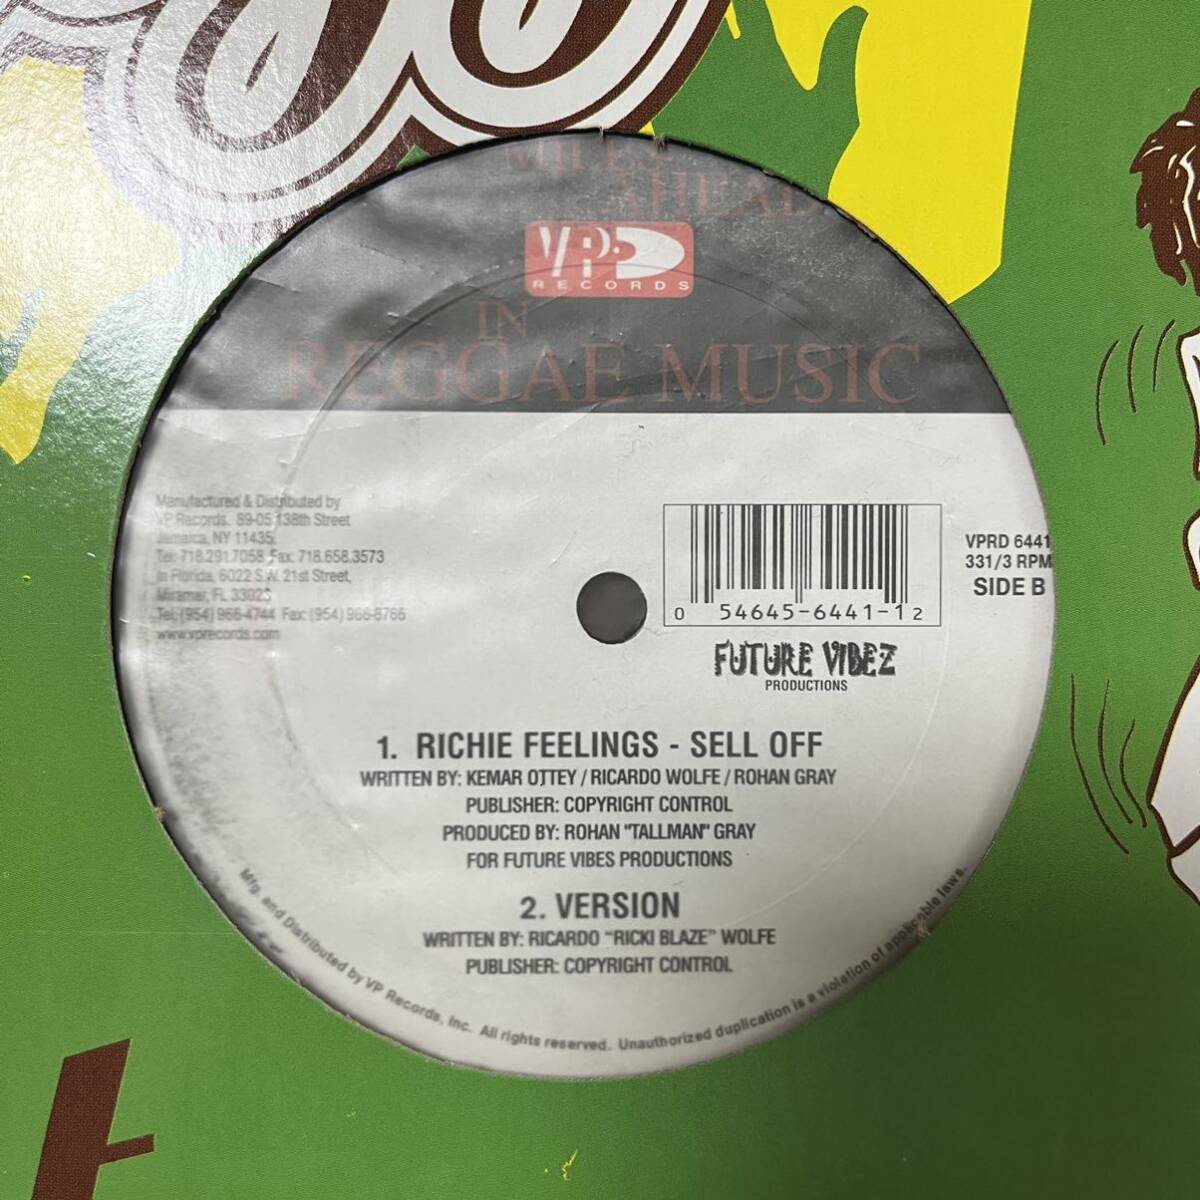 MILES
AHEAD
VP
RECORDS
IN
REGGAE MUSIC
Manufactured & Distributed by
VP Records. 89-05 138th Street
Jamaica, NY 11435
Tel: 718.291.7058 Fax: 718.658.3573
In Florida, 6022 S.W. 21st Street,
Miramar, FL 33023
Tel: (954) 966-4744 Fax: (954) 966-8766
www.vprecords.com
0 54645-6441-1 2
VPRD 6441
331/3 RPM
SIDE B
FUTURE VIBEZ
PRODUCTIONS
1. RICHIE FEELINGS - SELL OFF
WRITTEN BY: KEMAR OTTEY / RICARDO WOLFE / ROHAN GRAY
PUBLISHER: COPYRIGHT CONTROL
PRODUCED BY: ROHAN "TALLMAN" GRAY
FOR FUTURE VIBES PRODUCTIONS
2. VERSION
WRITTEN BY: RICARDO "RICKI BLAZE" WOLFE
PUBLISHER: COPYRIGHT CONTROL
Mfg. and Distributed by VP Records, Inc. All rights reserved. Unauthorized duplication is a violation of applicable laws.